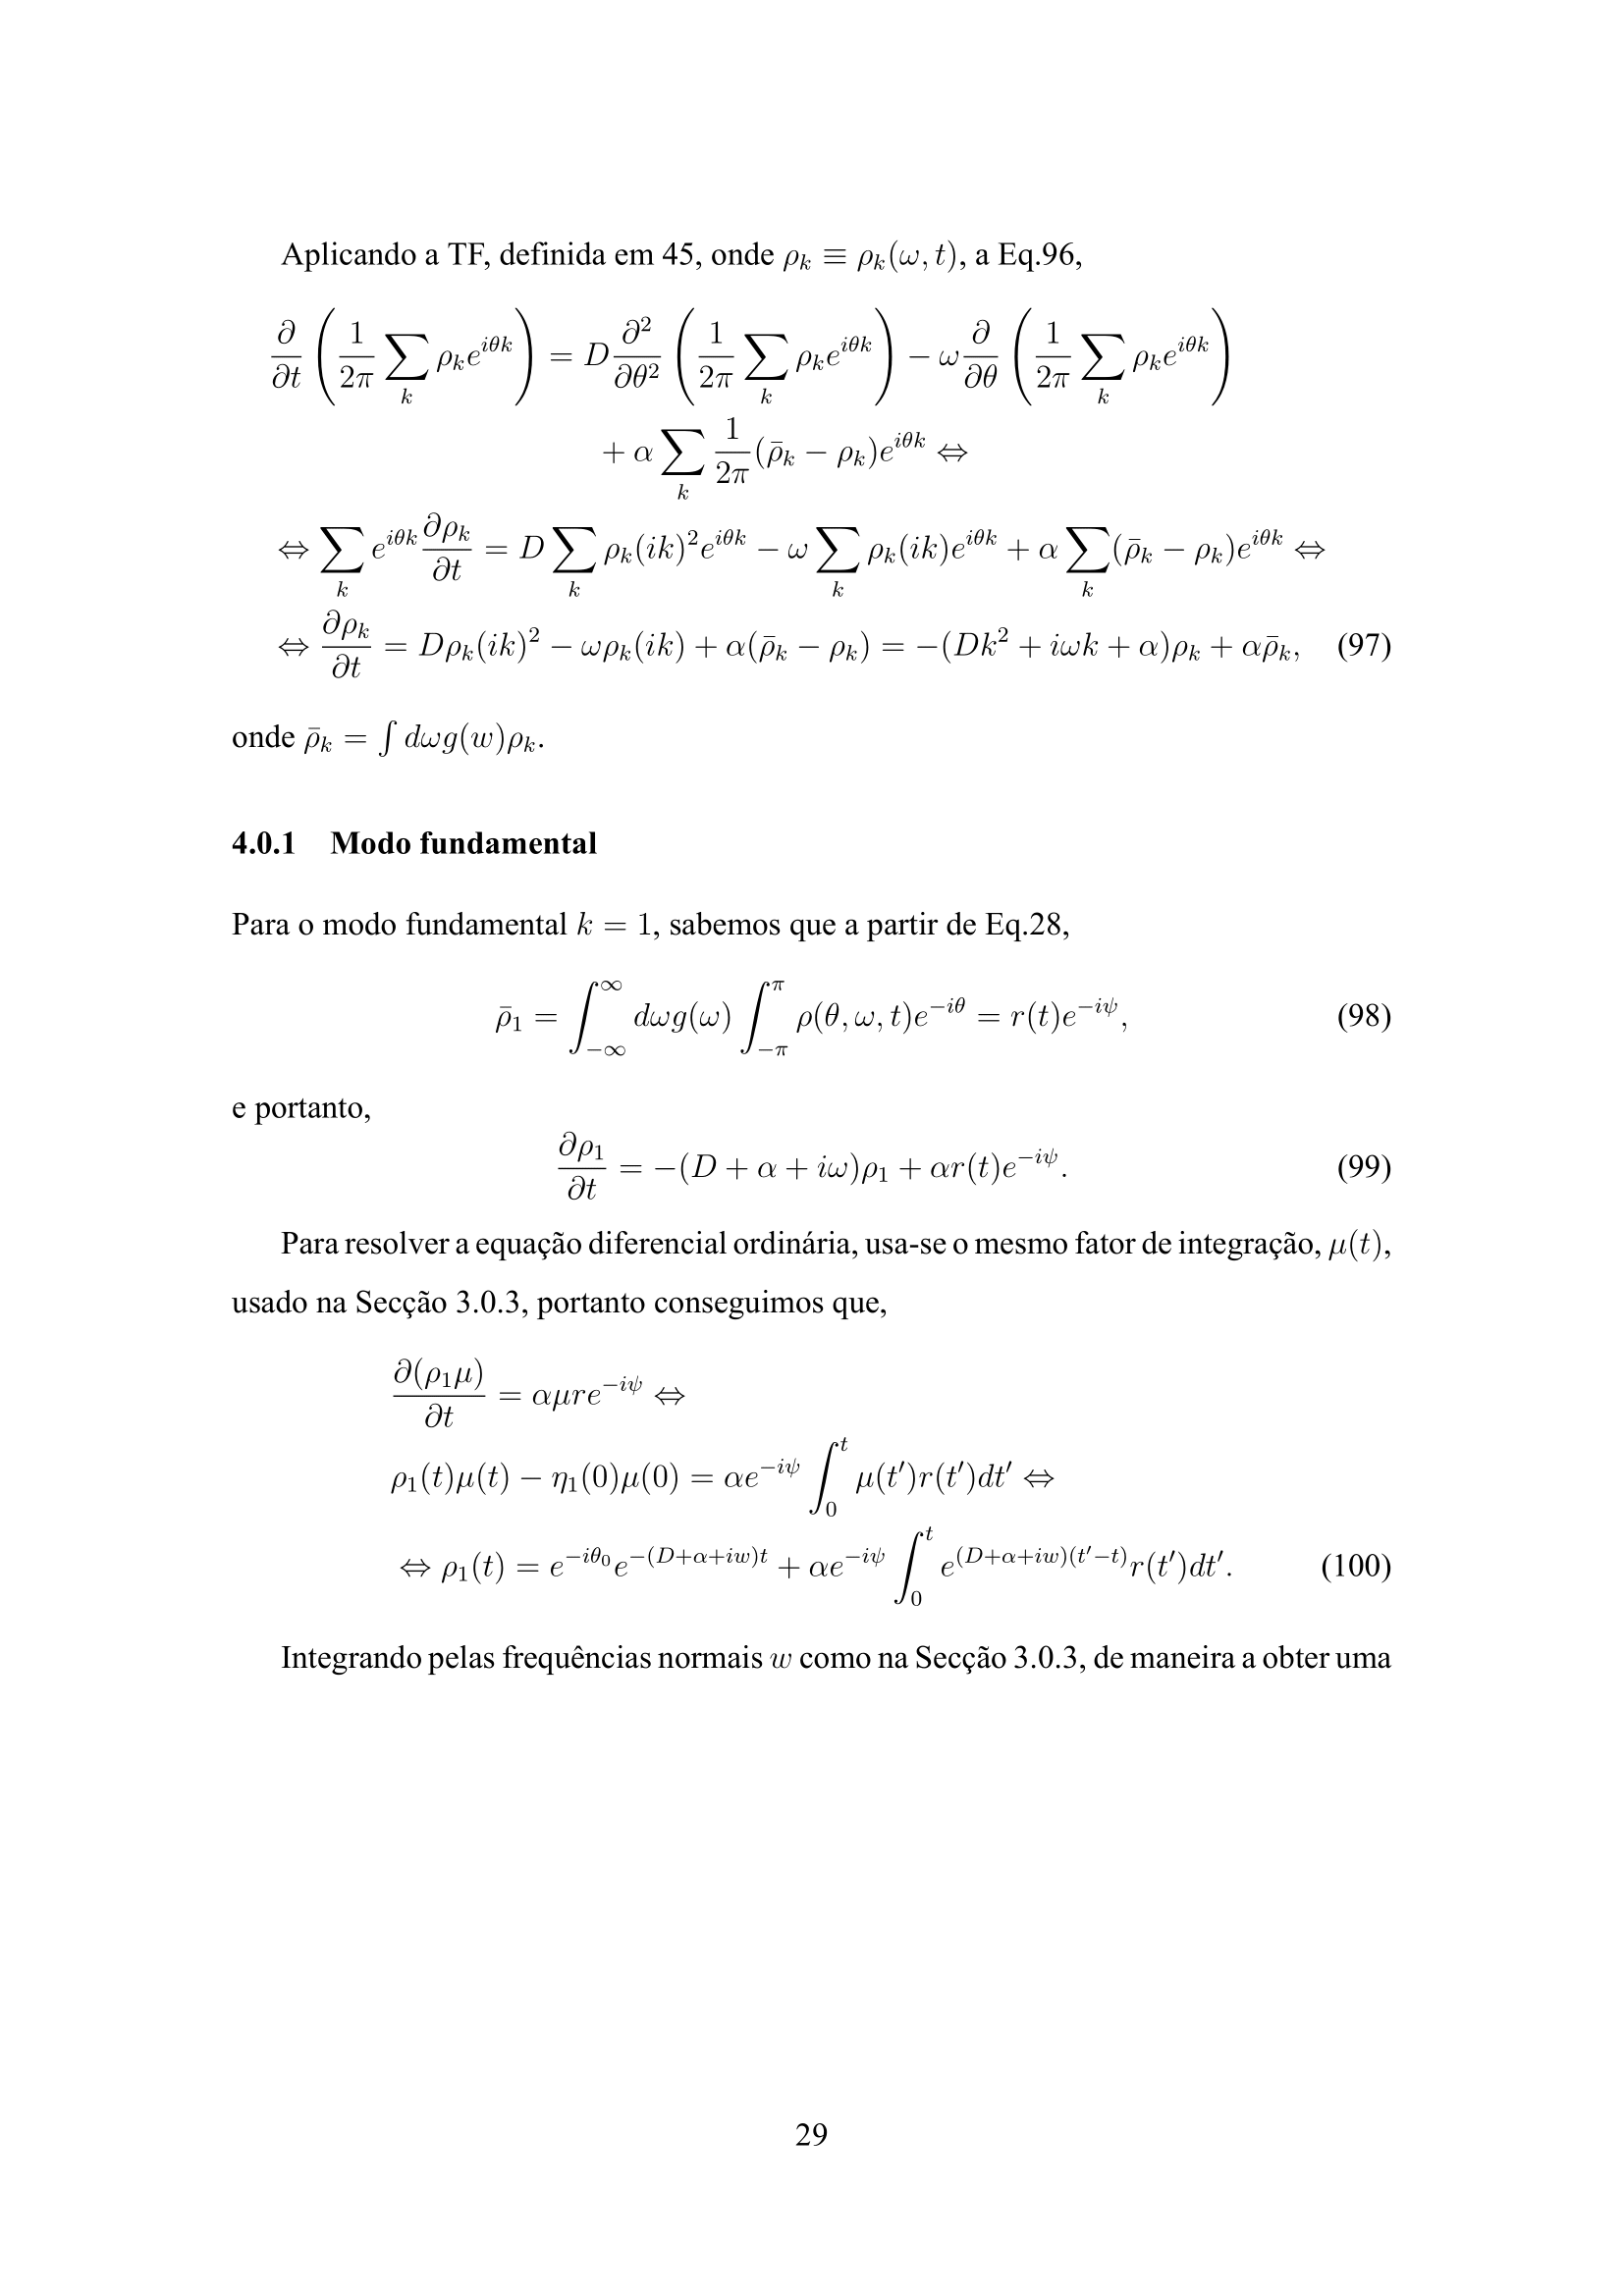 Aplicando a TF, definida em 45, onde $\rho_k \equiv \rho_k(\omega, t)$, a Eq.96,
$\frac{\partial}{\partial t}\left(\frac{1}{2\pi}\sum_k \rho_k e^{i\theta k}\right) = D\frac{\partial^2}{\partial\theta^2}\left(\frac{1}{2\pi}\sum_k \rho_k e^{i\theta k}\right) - \omega\frac{\partial}{\partial\theta}\left(\frac{1}{2\pi}\sum_k \rho_k e^{i\theta k}\right)$
$+ \alpha\sum_k \frac{1}{2\pi}(\bar{\rho}_k - \rho_k)e^{i\theta k} \Leftrightarrow$
$\Leftrightarrow \sum_k e^{i\theta k}\frac{\partial\rho_k}{\partial t} = D\sum_k \rho_k(ik)^2 e^{i\theta k} - \omega\sum_k \rho_k(ik)e^{i\theta k} + \alpha\sum_k(\bar{\rho}_k - \rho_k)e^{i\theta k} \Leftrightarrow$
$\Leftrightarrow \frac{\partial\rho_k}{\partial t} = D\rho_k(ik)^2 - \omega\rho_k(ik) + \alpha(\bar{\rho}_k - \rho_k) = -(Dk^2 + i\omega k + \alpha)\rho_k + \alpha\bar{\rho}_k,$ (97)
onde $\bar{\rho}_k = \int d\omega g(w)\rho_k$.
4.0.1 Modo fundamental
Para o modo fundamental $k = 1$, sabemos que a partir de Eq.28,
$\bar{\rho}_1 = \int_{-\infty}^{\infty} d\omega g(\omega)\int_{-\pi}^{\pi}\rho(\theta, \omega, t)e^{-i\theta} = r(t)e^{-i\psi},$ (98)
e portanto,
$\frac{\partial\rho_1}{\partial t} = -(D + \alpha + i\omega)\rho_1 + \alpha r(t)e^{-i\psi}.$ (99)
Para resolver a equação diferencial ordinária, usa-se o mesmo fator de integração, $\mu(t)$,
usado na Secção 3.0.3, portanto conseguimos que,
$\frac{\partial(\rho_1\mu)}{\partial t} = \alpha\mu r e^{-i\psi} \Leftrightarrow$
$\rho_1(t)\mu(t) - \eta_1(0)\mu(0) = \alpha e^{-i\psi}\int_0^t \mu(t')r(t')dt' \Leftrightarrow$
$\Leftrightarrow \rho_1(t) = e^{-i\theta_0}e^{-(D+\alpha+iw)t} + \alpha e^{-i\psi}\int_0^t e^{(D+\alpha+iw)(t'-t)}r(t')dt'.$ (100)
Integrando pelas frequências normais $w$ como na Secção 3.0.3, de maneira a obter uma
29